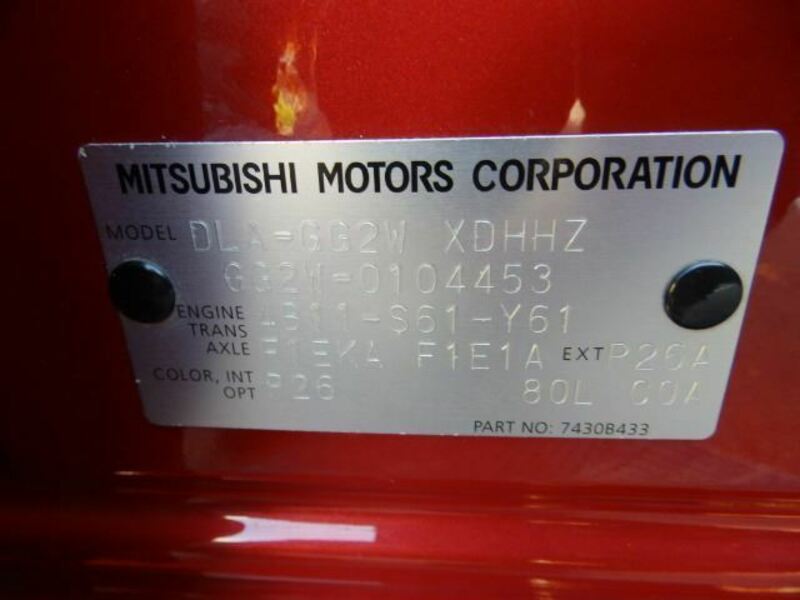 MITSUBISHI MOTORS CORPORATION
MODEL DLA-GG2W XDHHZ
GG2W-0104453
ENGINE 4B11-S61-Y61
TRANS
AXLE F1EKA F1E1A EXT P26A
COLOR, INT P26
OPT 80L C0A
PART NO: 7430B433